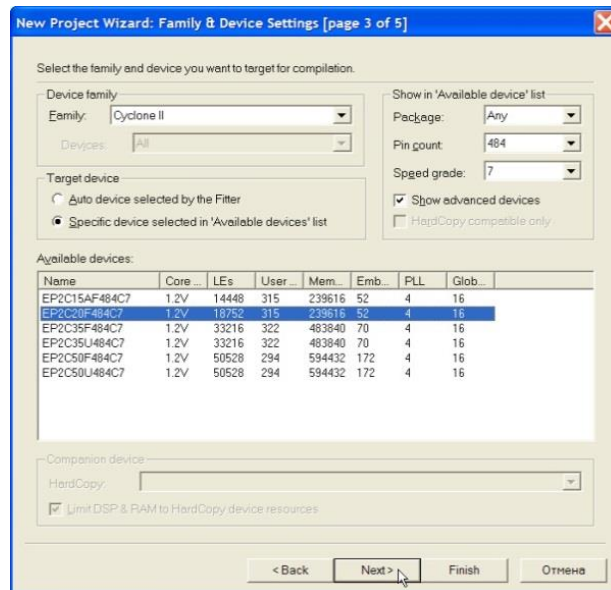 New Project Wizard: Family & Device Settings [page 3 of 5]
Select the family and device you want to target for compilation.
Device family
Family: Cyclone II
Devices: All
Target device
Auto device selected by the Fitter
Specific device selected in 'Available devices' list
Show in 'Available device' list
Package: Any
Pin count: 484
Speed grade: 7
Show advanced devices
HardCopy compatible only
Available devices:
Name Core ... LEs User ... Mem... Emb... PLL Glob...
EP2C15AF484C7 1.2V 14448 315 239616 52 4 16
EP2C20F484C7 1.2V 18752 315 239616 52 4 16
EP2C35F484C7 1.2V 33216 322 483840 70 4 16
EP2C35U484C7 1.2V 33216 322 483840 70 4 16
EP2C50F484C7 1.2V 50528 294 594432 172 4 16
EP2C50U484C7 1.2V 50528 294 594432 172 4 16
Companion device
HardCopy:
Limit DSP & RAM to HardCopy device resources
< Back Next > Finish Отмена